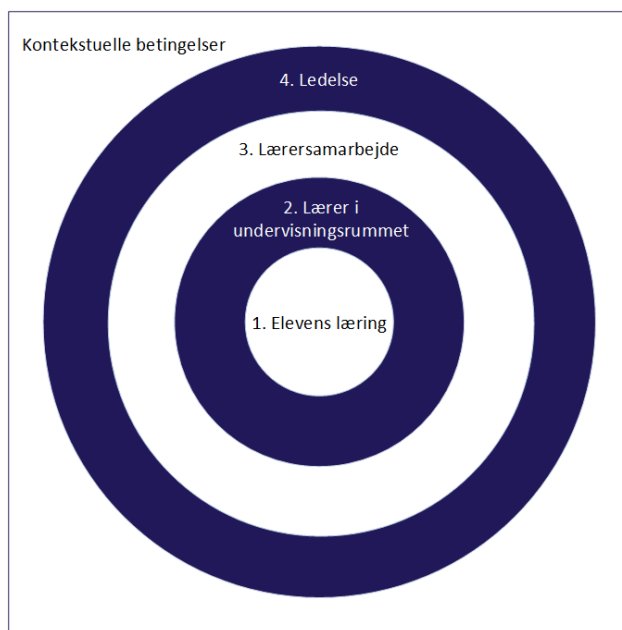 Kontekstuelle betingelser
4. Ledelse
3. Lærersamarbejde
2. Lærer i
undervisningsrummet
1. Elevens læring